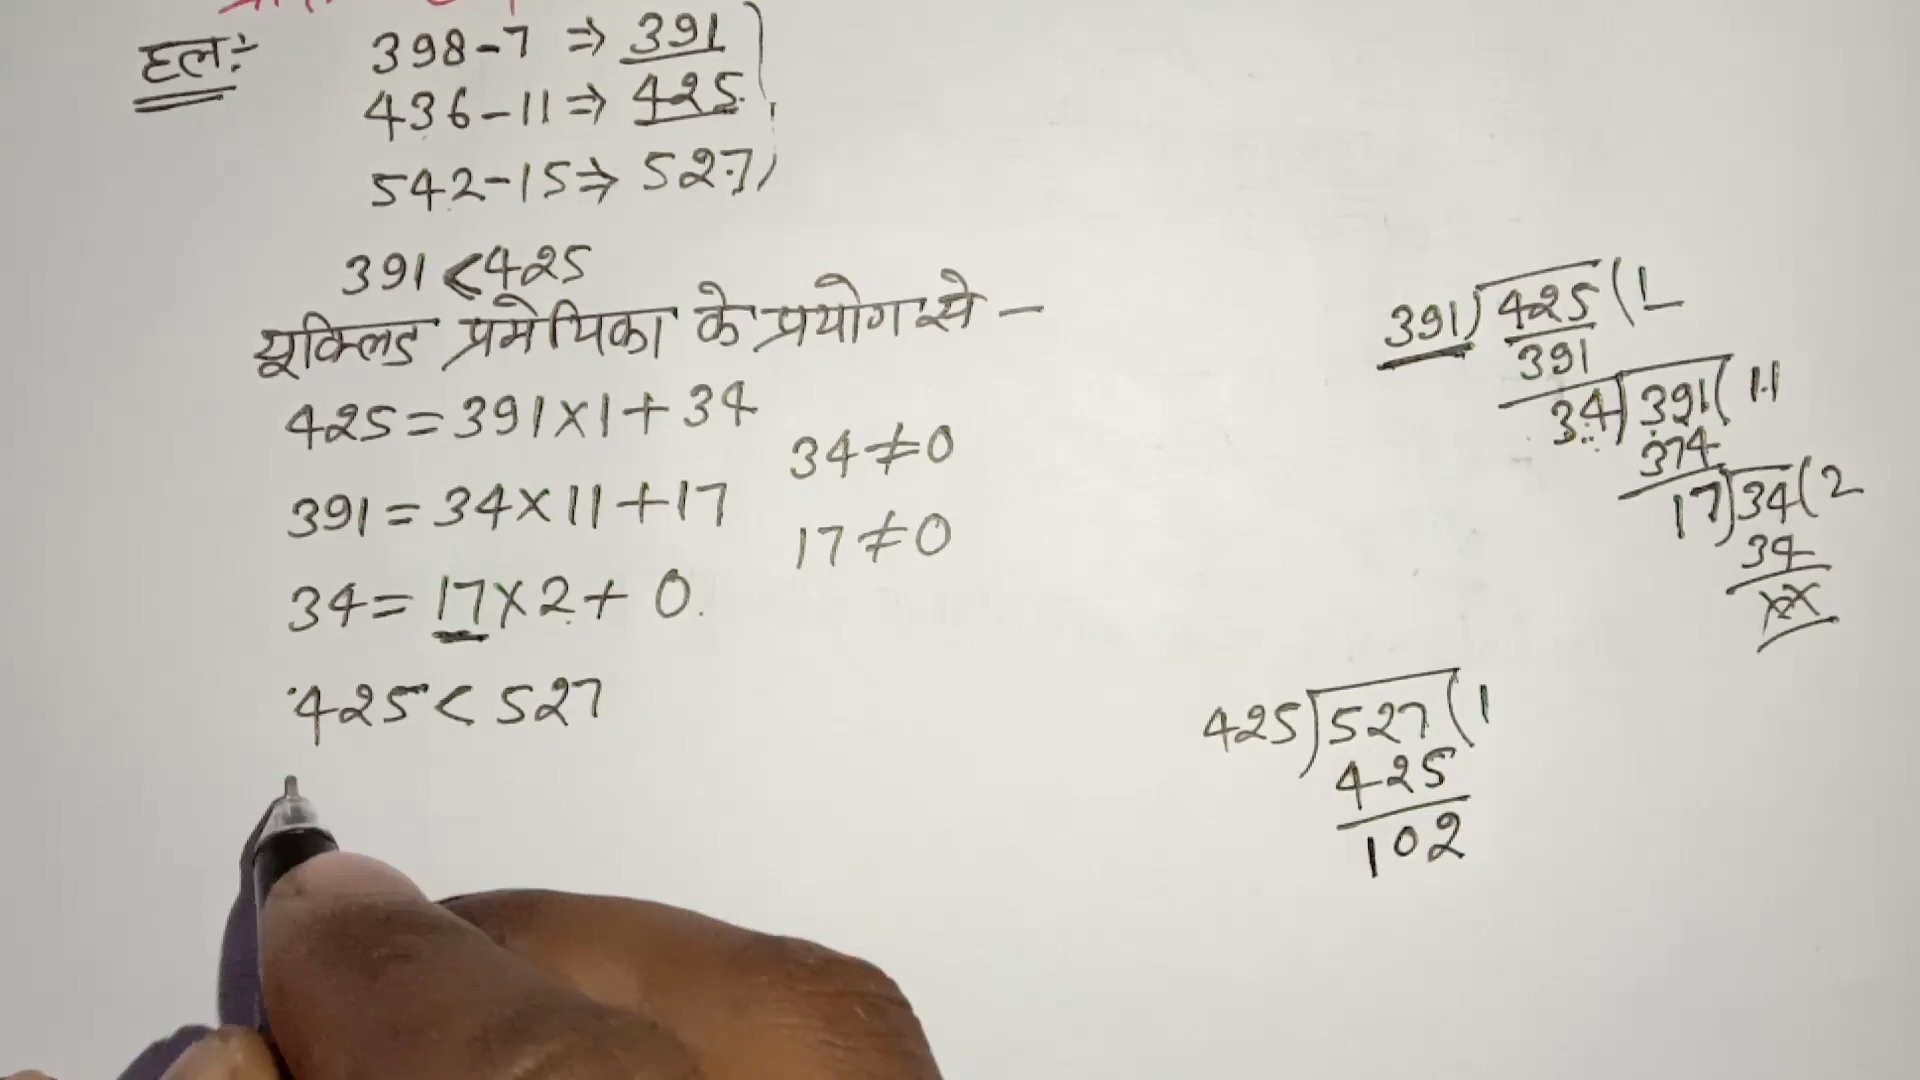 हल:-
398-7 ⇒ 391
436-11 ⇒ 425
542-15 ⇒ 527
391 < 425
यूक्लिड प्रमेयिका के प्रयोग से -
425 = 391×1 + 34
34 ≠ 0
391 = 34×11 + 17
17 ≠ 0
34 = 17×2 + 0
425 < 527
391) 425 (1
391
34) 391 (11
374
17) 34 (2
34
××
425) 527 (1
425
102